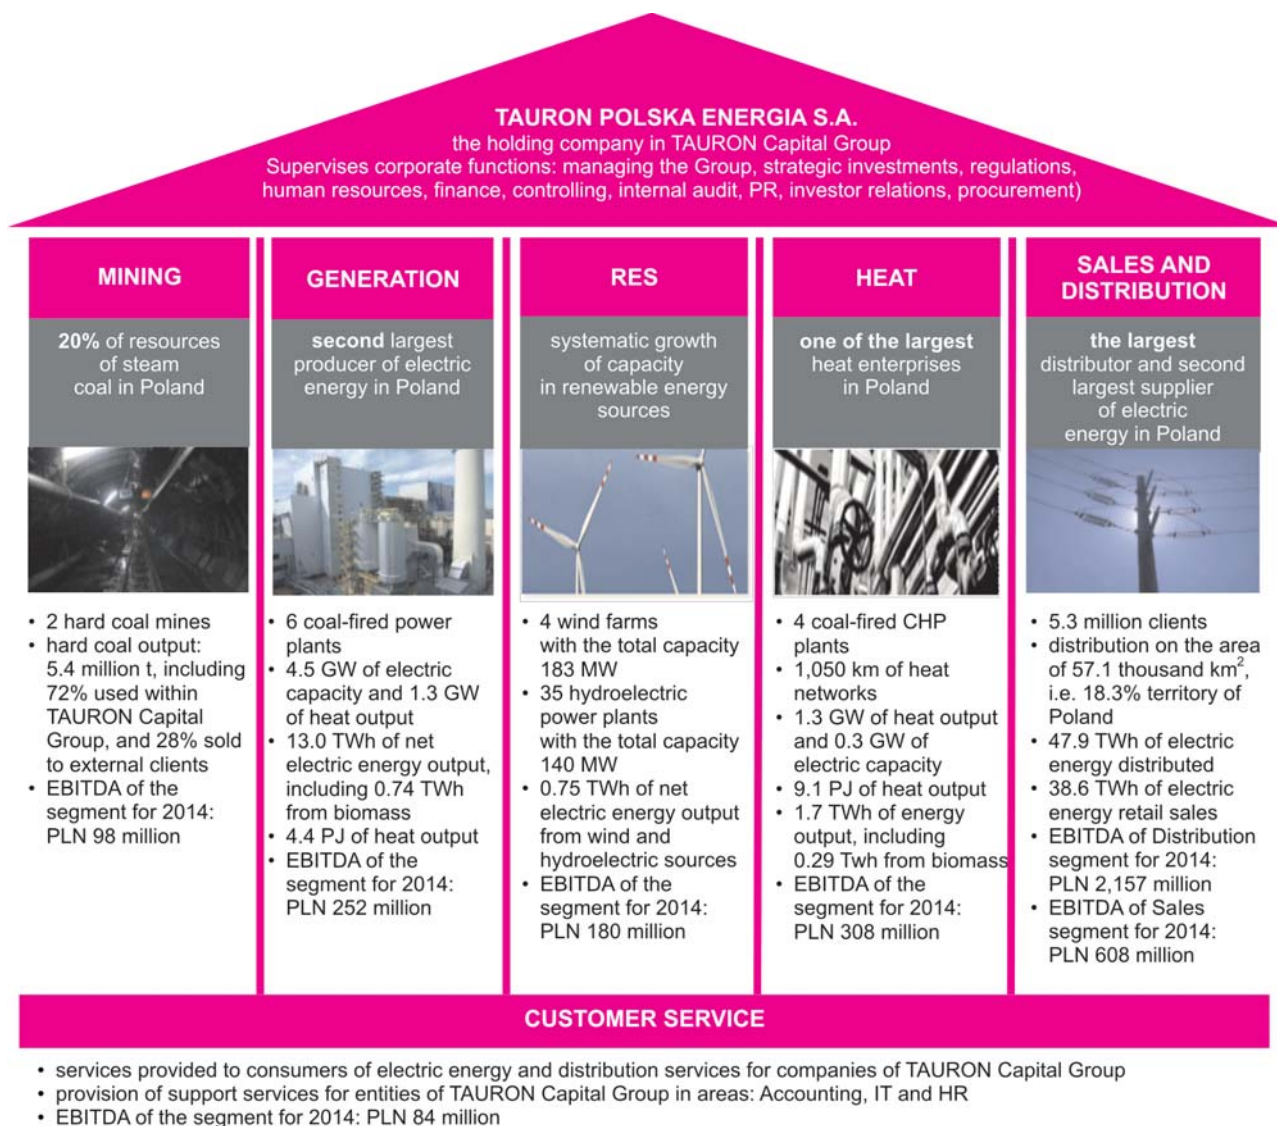 TAURON POLSKA ENERGIA S.A.
the holding company in TAURON Capital Group
Supervises corporate functions: managing the Group, strategic investments, regulations,
human resources, finance, controlling, internal audit, PR, investor relations, procurement)
MINING
20% of resources
of steam
coal in Poland
• 2 hard coal mines
• hard coal output:
5.4 million t, including
72% used within
TAURON Capital
Group, and 28% sold
to external clients
• EBITDA of the
segment for 2014:
PLN 98 million
GENERATION
second largest
producer of electric
energy in Poland
• 6 coal-fired power
plants
• 4.5 GW of electric
capacity and 1.3 GW
of heat output
• 13.0 TWh of net
electric energy output,
including 0.74 TWh
from biomass
• 4.4 PJ of heat output
• EBITDA of the
segment for 2014:
PLN 252 million
RES
systematic growth
of capacity
in renewable energy
sources
• 4 wind farms
with the total capacity
183 MW
• 35 hydroelectric
power plants
with the total capacity
140 MW
• 0.75 TWh of net
electric energy output
from wind and
hydroelectric sources
• EBITDA of the
segment for 2014:
PLN 180 million
HEAT
one of the largest
heat enterprises
in Poland
• 4 coal-fired CHP
plants
• 1,050 km of heat
networks
• 1.3 GW of heat output
and 0.3 GW of
electric capacity
• 9.1 PJ of heat output
• 1.7 TWh of energy
output, including
0.29 Twh from biomass
• EBITDA of the
segment for 2014:
PLN 308 million
SALES AND
DISTRIBUTION
the largest
distributor and second
largest supplier
of electric
energy in Poland
• 5.3 million clients
• distribution on the area
of 57.1 thousand km²,
i.e. 18.3% territory of
Poland
• 47.9 TWh of electric
energy distributed
• 38.6 TWh of electric
energy retail sales
• EBITDA of Distribution
segment for 2014:
PLN 2,157 million
• EBITDA of Sales
segment for 2014:
PLN 608 million
CUSTOMER SERVICE
• services provided to consumers of electric energy and distribution services for companies of TAURON Capital Group
• provision of support services for entities of TAURON Capital Group in areas: Accounting, IT and HR
• EBITDA of the segment for 2014: PLN 84 million